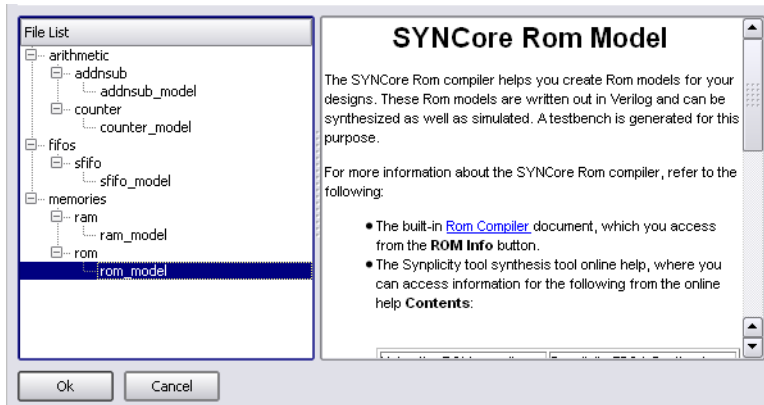 File List
arithmetic
addnsub
addnsub_model
counter
counter_model
fifos
sfifo
sfifo_model
memories
ram
ram_model
rom
rom_model
SYNCore Rom Model
The SYNCore Rom compiler helps you create Rom models for your
designs. These Rom models are written out in Verilog and can be
synthesized as well as simulated. A testbench is generated for this
purpose.
For more information about the SYNCore Rom compiler, refer to the
following:
The built-in Rom Compiler document, which you access
from the ROM Info button.
The Synplicity tool synthesis tool online help, where you
can access information for the following from the online
help Contents:
Ok
Cancel